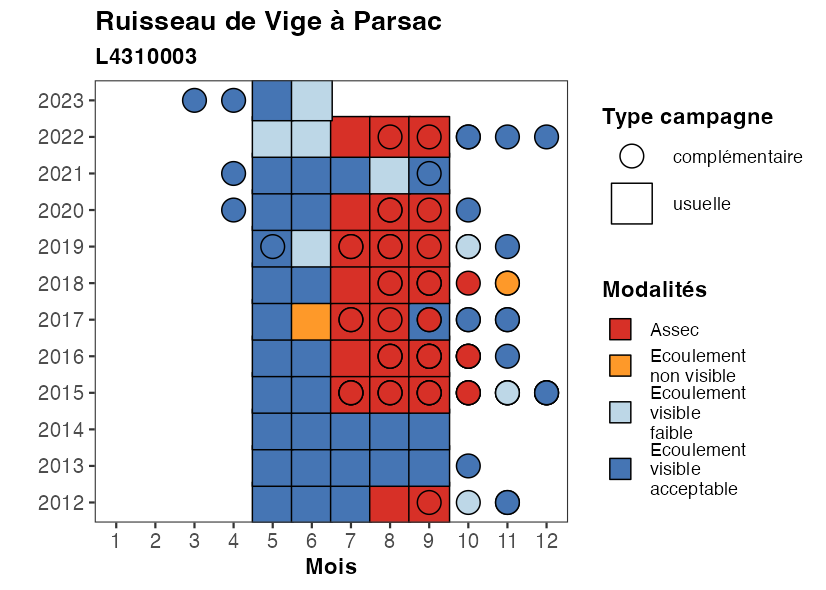 Ruisseau de Vige à Parsac
L4310003
2023
2022
2021
2020
2019
2018
2017
2016
2015
2014
2013
2012
1 2 3 4 5 6 7 8 9 10 11 12
Mois
Type campagne
complémentaire
usuelle
Modalités
Assec
Ecoulement
non visible
Ecoulement
visible
faible
Ecoulement
visible
acceptable